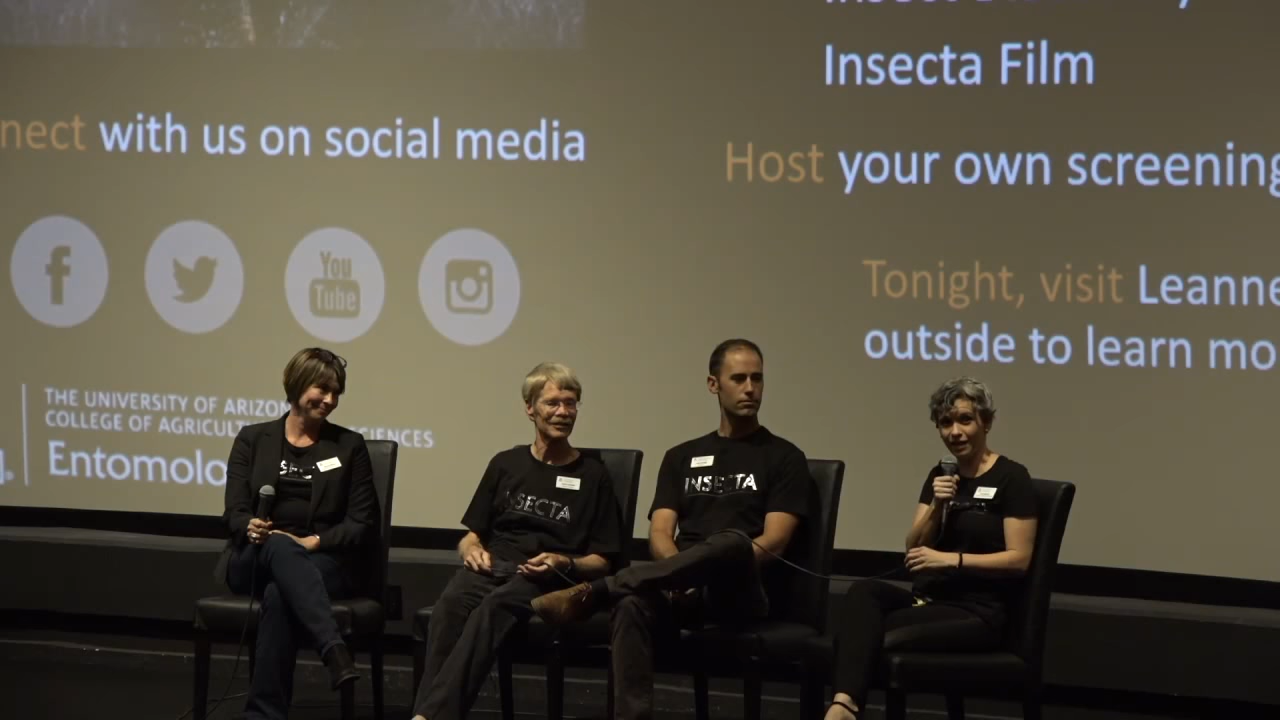 nnect with us on social media
f
You
Tube
THE UNIVERSITY OF ARIZO
COLLEGE OF AGRICULT SCIENCES
Entomolo
Insecta Film
Host your own screening
Tonight, visit Leanne
outside to learn mo
INSECTA
INSECTA